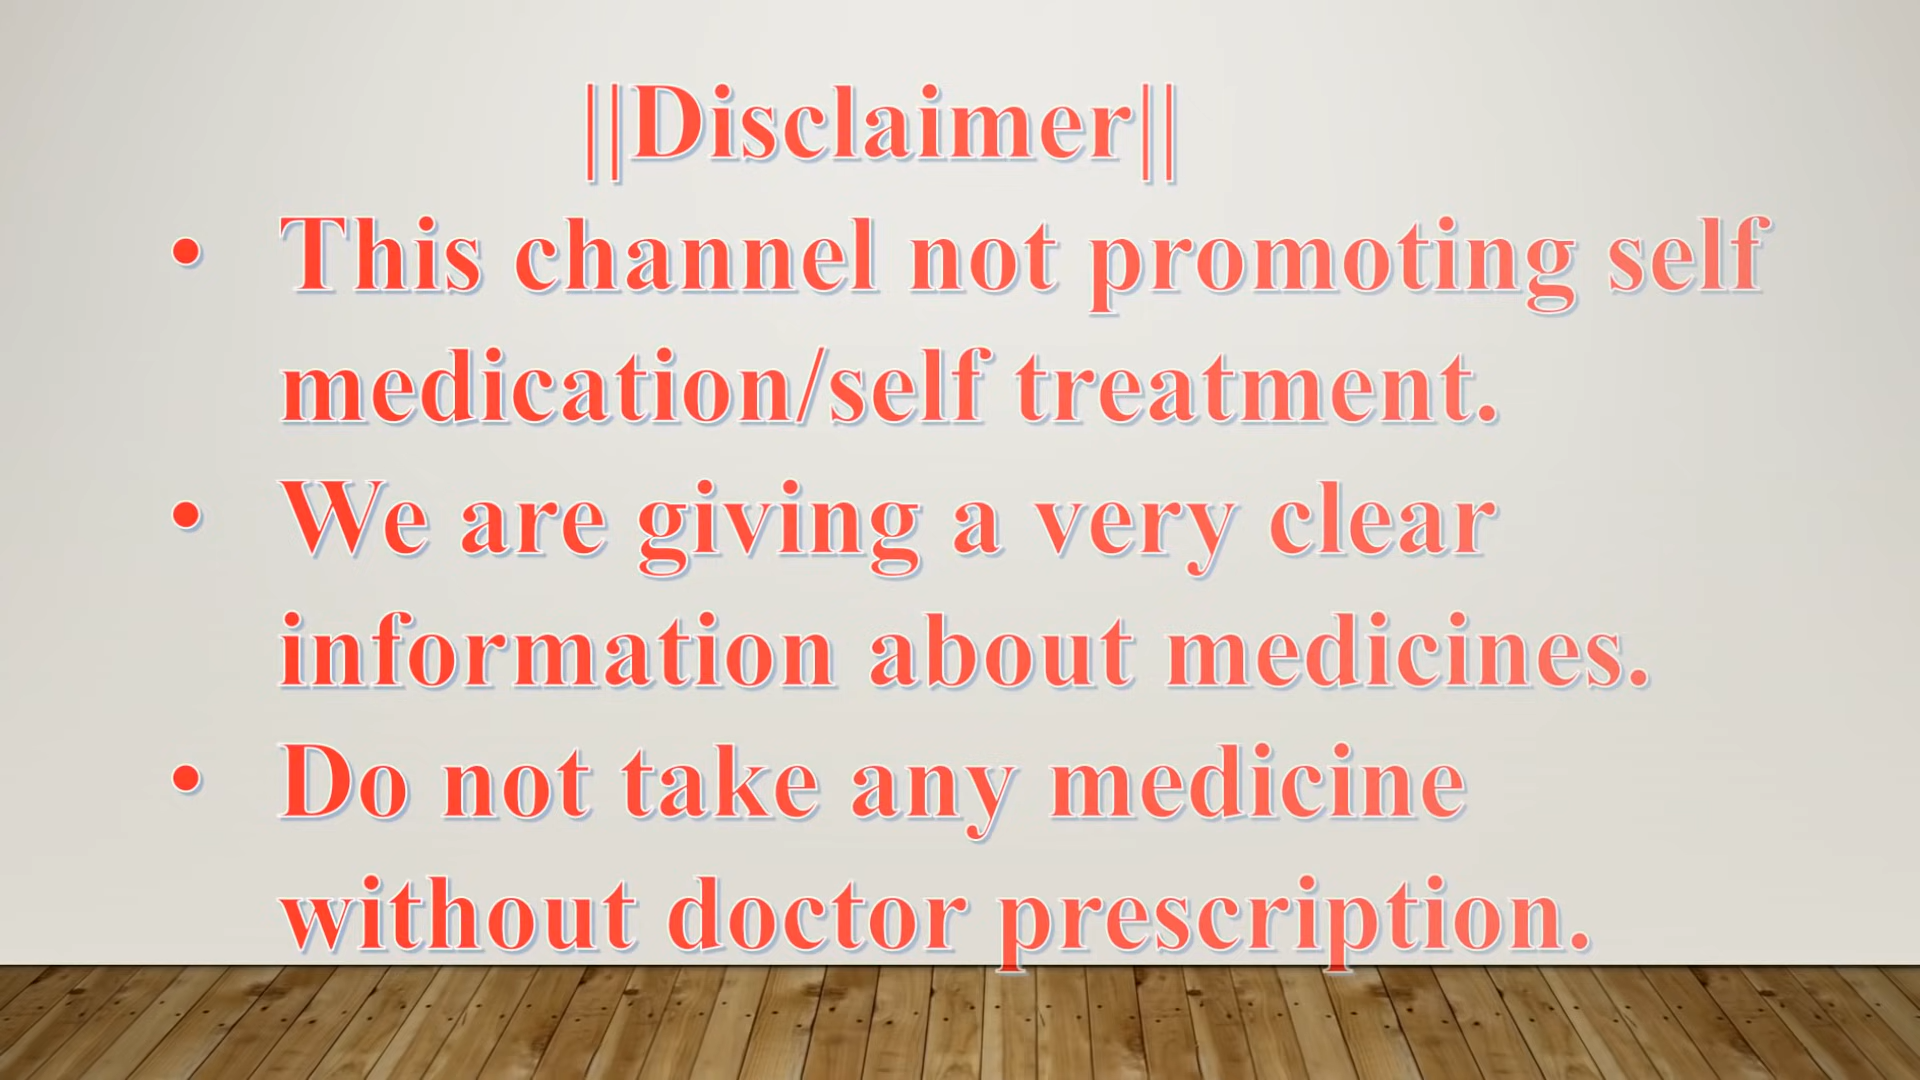 ||Disclaimer||
• This channel not promoting self
medication/self treatment.
• We are giving a very clear
information about medicines.
• Do not take any medicine
without doctor prescription.